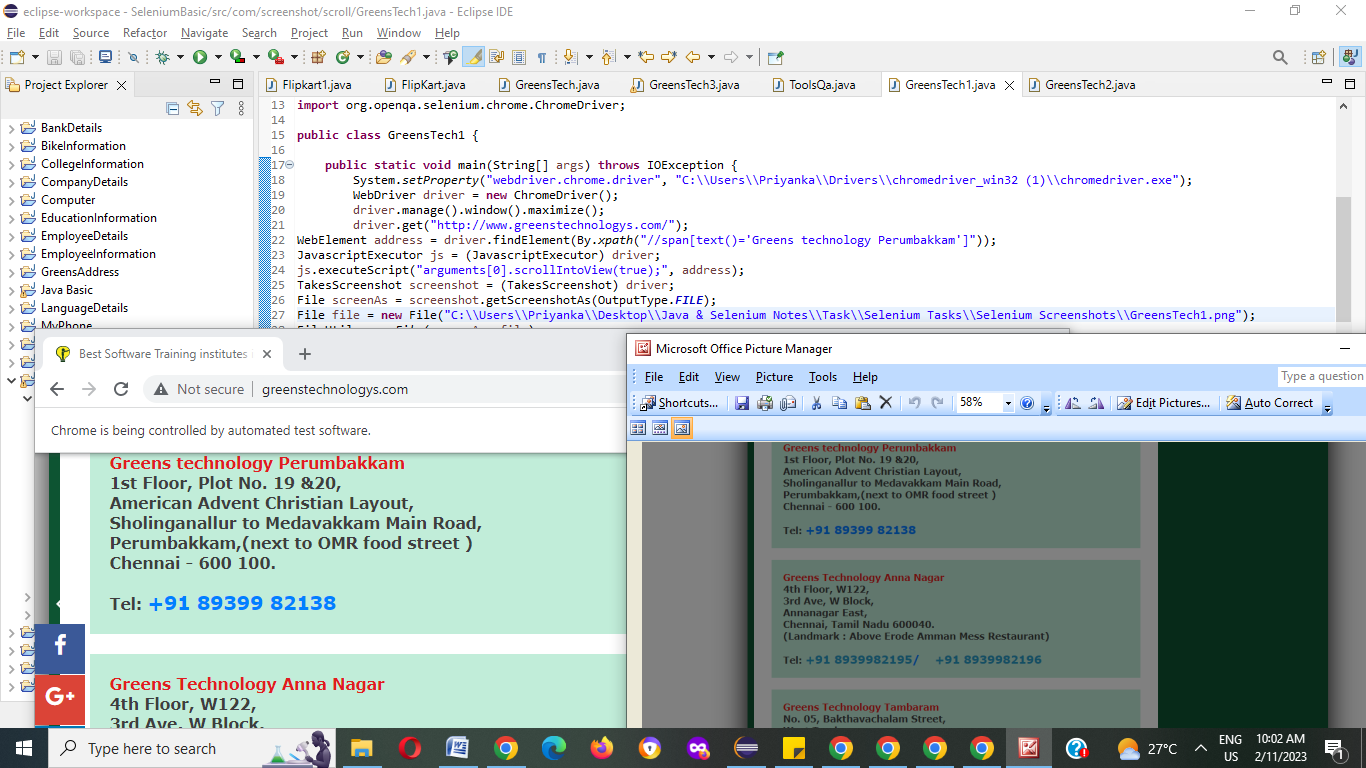 eclipse-workspace - SeleniumBasic/src/com/screenshot/scroll/GreensTech1.java - Eclipse IDE
File Edit Source Refactor Navigate Search Project Run Window Help
Project Explorer
Flipkart1.java FlipKart.java GreensTech.java GreensTech3.java ToolsQa.java GreensTech1.java GreensTech2.java
BankDetails
BikeInformation
CollegeInformation
CompanyDetails
Computer
EducationInformation
EmployeeDetails
EmployeeInformation
GreensAddress
Java Basic
LanguageDetails
MyPhone
13 import org.openqa.selenium.chrome.ChromeDriver;
14
15 public class GreensTech1 {
16
17 public static void main(String[] args) throws IOException {
18 System.setProperty("webdriver.chrome.driver", "C:\\Users\\Priyanka\\Drivers\\chromedriver_win32 (1)\\chromedriver.exe");
19 WebDriver driver = new ChromeDriver();
20 driver.manage().window().maximize();
21 driver.get("http://www.greenstechnologys.com/");
22 WebElement address = driver.findElement(By.xpath("//span[text()='Greens technology Perumbakkam']"));
23 JavascriptExecutor js = (JavascriptExecutor) driver;
24 js.executeScript("arguments[0].scrollIntoView(true);", address);
25 TakesScreenshot screenshot = (TakesScreenshot) driver;
26 File screenAs = screenshot.getScreenshotAs(OutputType.FILE);
27 File file = new File("C:\\Users\\Priyanka\\Desktop\\Java & Selenium Notes\\Task\\Selenium Tasks\\Selenium Screenshots\\GreensTech1.png");
Best Software Training institutes
Not secure greenstechnologys.com
Chrome is being controlled by automated test software.
Greens technology Perumbakkam
1st Floor, Plot No. 19 &20,
American Advent Christian Layout,
Sholinganallur to Medavakkam Main Road,
Perumbakkam,(next to OMR food street )
Chennai - 600 100.
Tel: +91 89399 82138
Greens Technology Anna Nagar
4th Floor, W122,
3rd Ave, W Block,
f
G+
Microsoft Office Picture Manager
File Edit View Picture Tools Help
Type a question
Shortcuts... 58% Edit Pictures... Auto Correct
Greens technology Perumbakkam
1st Floor, Plot No. 19 &20,
American Advent Christian Layout,
Sholinganallur to Medavakkam Main Road,
Perumbakkam,(next to OMR food street )
Chennai - 600 100.
Tel: +91 89399 82138
Greens Technology Anna Nagar
4th Floor, W122,
3rd Ave, W Block,
Annanagar East,
Chennai, Tamil Nadu 600040.
(Landmark : Above Erode Amman Mess Restaurant)
Tel: +91 8939982195/ +91 8939982196
Greens Technology Tambaram
No. 05, Bakthavachalam Street,
Type here to search
27°C
ENG
US
10:02 AM
2/11/2023
1